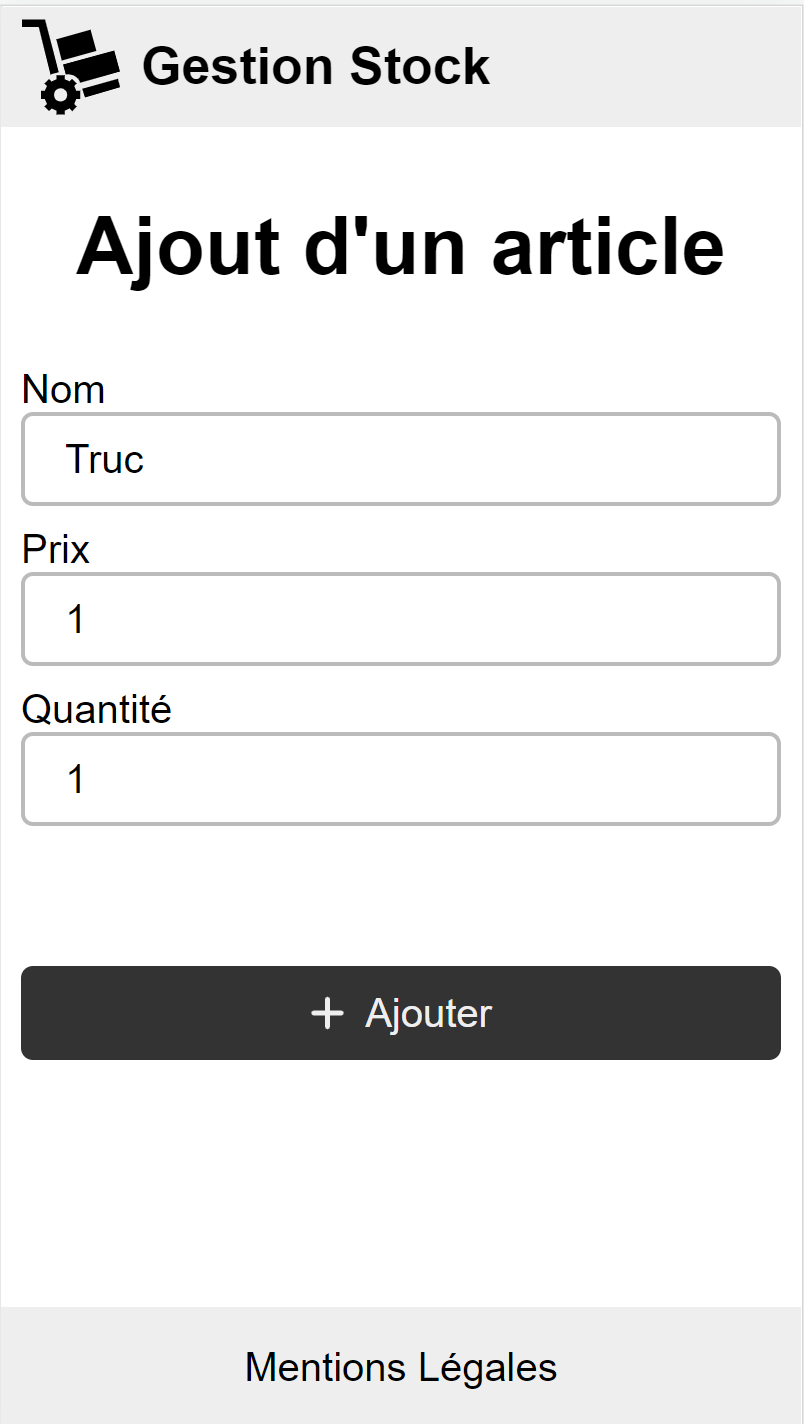 Gestion Stock
Ajout d'un article
Nom
Truc
Prix
1
Quantité
1
Ajouter
Mentions Légales